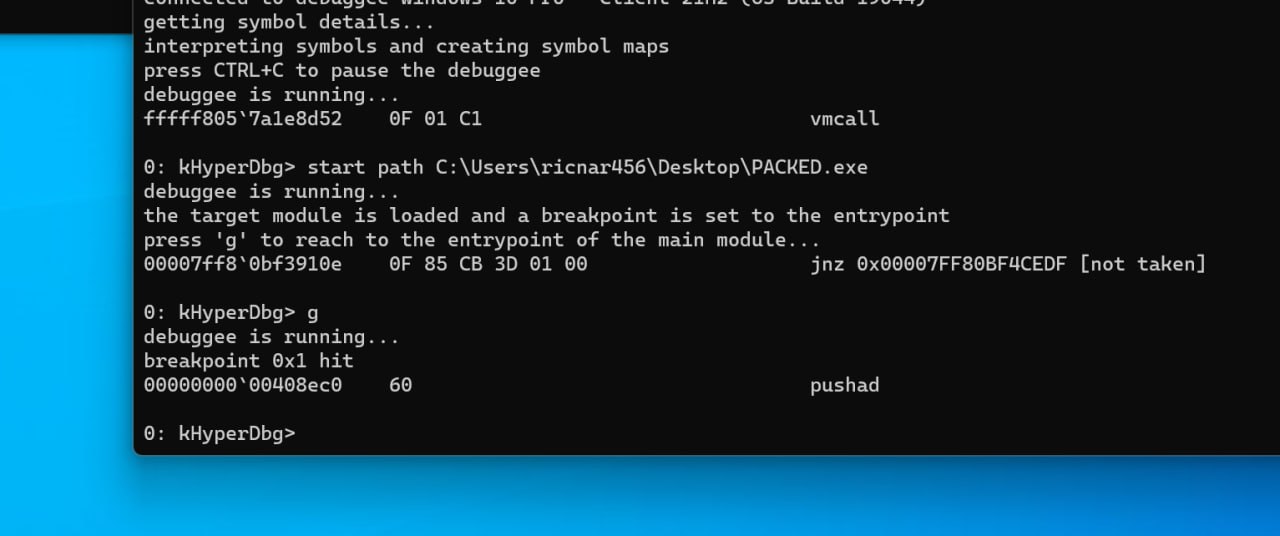 getting symbol details...
interpreting symbols and creating symbol maps
press CTRL+C to pause the debuggee
debuggee is running...
fffff805`7a1e8d52    0F 01 C1                            vmcall
0: kHyperDbg> start path C:\Users\ricnar456\Desktop\PACKED.exe
debuggee is running...
the target module is loaded and a breakpoint is set to the entrypoint
press 'g' to reach to the entrypoint of the main module...
00007ff8`0bf3910e    0F 85 CB 3D 01 00                   jnz 0x00007FF80BF4CEDF [not taken]
0: kHyperDbg> g
debuggee is running...
breakpoint 0x1 hit
00000000`00408ec0    60                                  pushad
0: kHyperDbg>